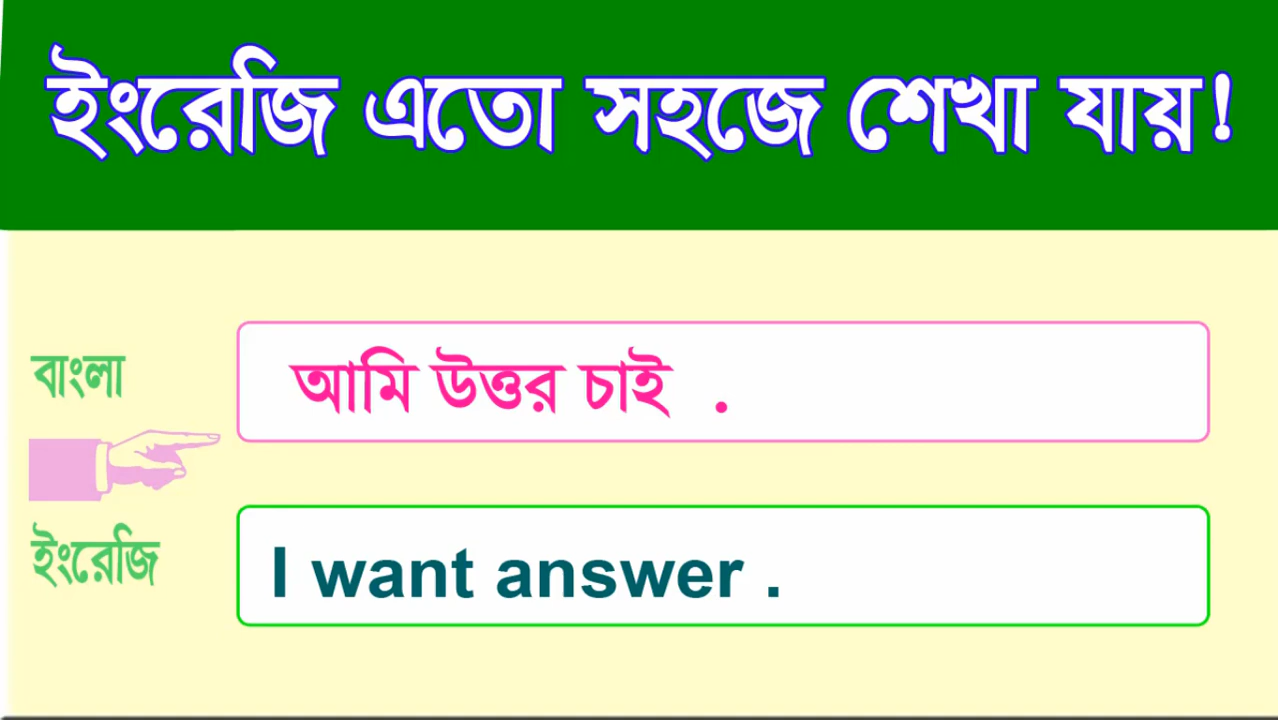 ইংরেজি এতো সহজে শেখা যায়!
বাংলা
আমি উত্তর চাই .
ইংরেজি
I want answer .